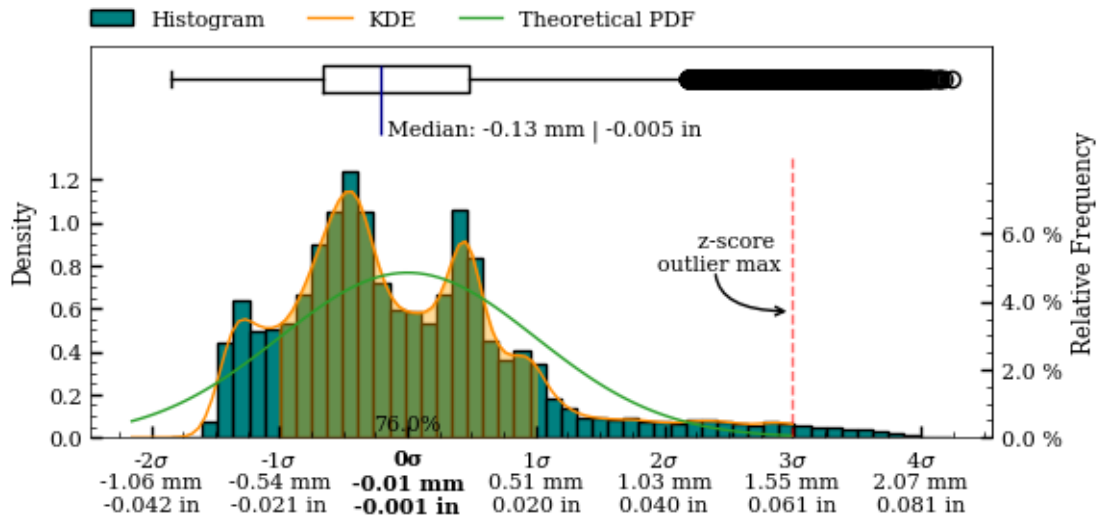 Histogram KDE Theoretical PDF
Median: -0.13 mm | -0.005 in
Density
1.2
1.0
0.8
0.6
0.4
0.2
0.0
z-score
outlier max
76.0%
Relative Frequency
6.0 %
4.0 %
2.0 %
0.0 %
-2σ -1σ 0σ 1σ 2σ 3σ 4σ
-1.06 mm -0.54 mm -0.01 mm 0.51 mm 1.03 mm 1.55 mm 2.07 mm
-0.042 in -0.021 in -0.001 in 0.020 in 0.040 in 0.061 in 0.081 in